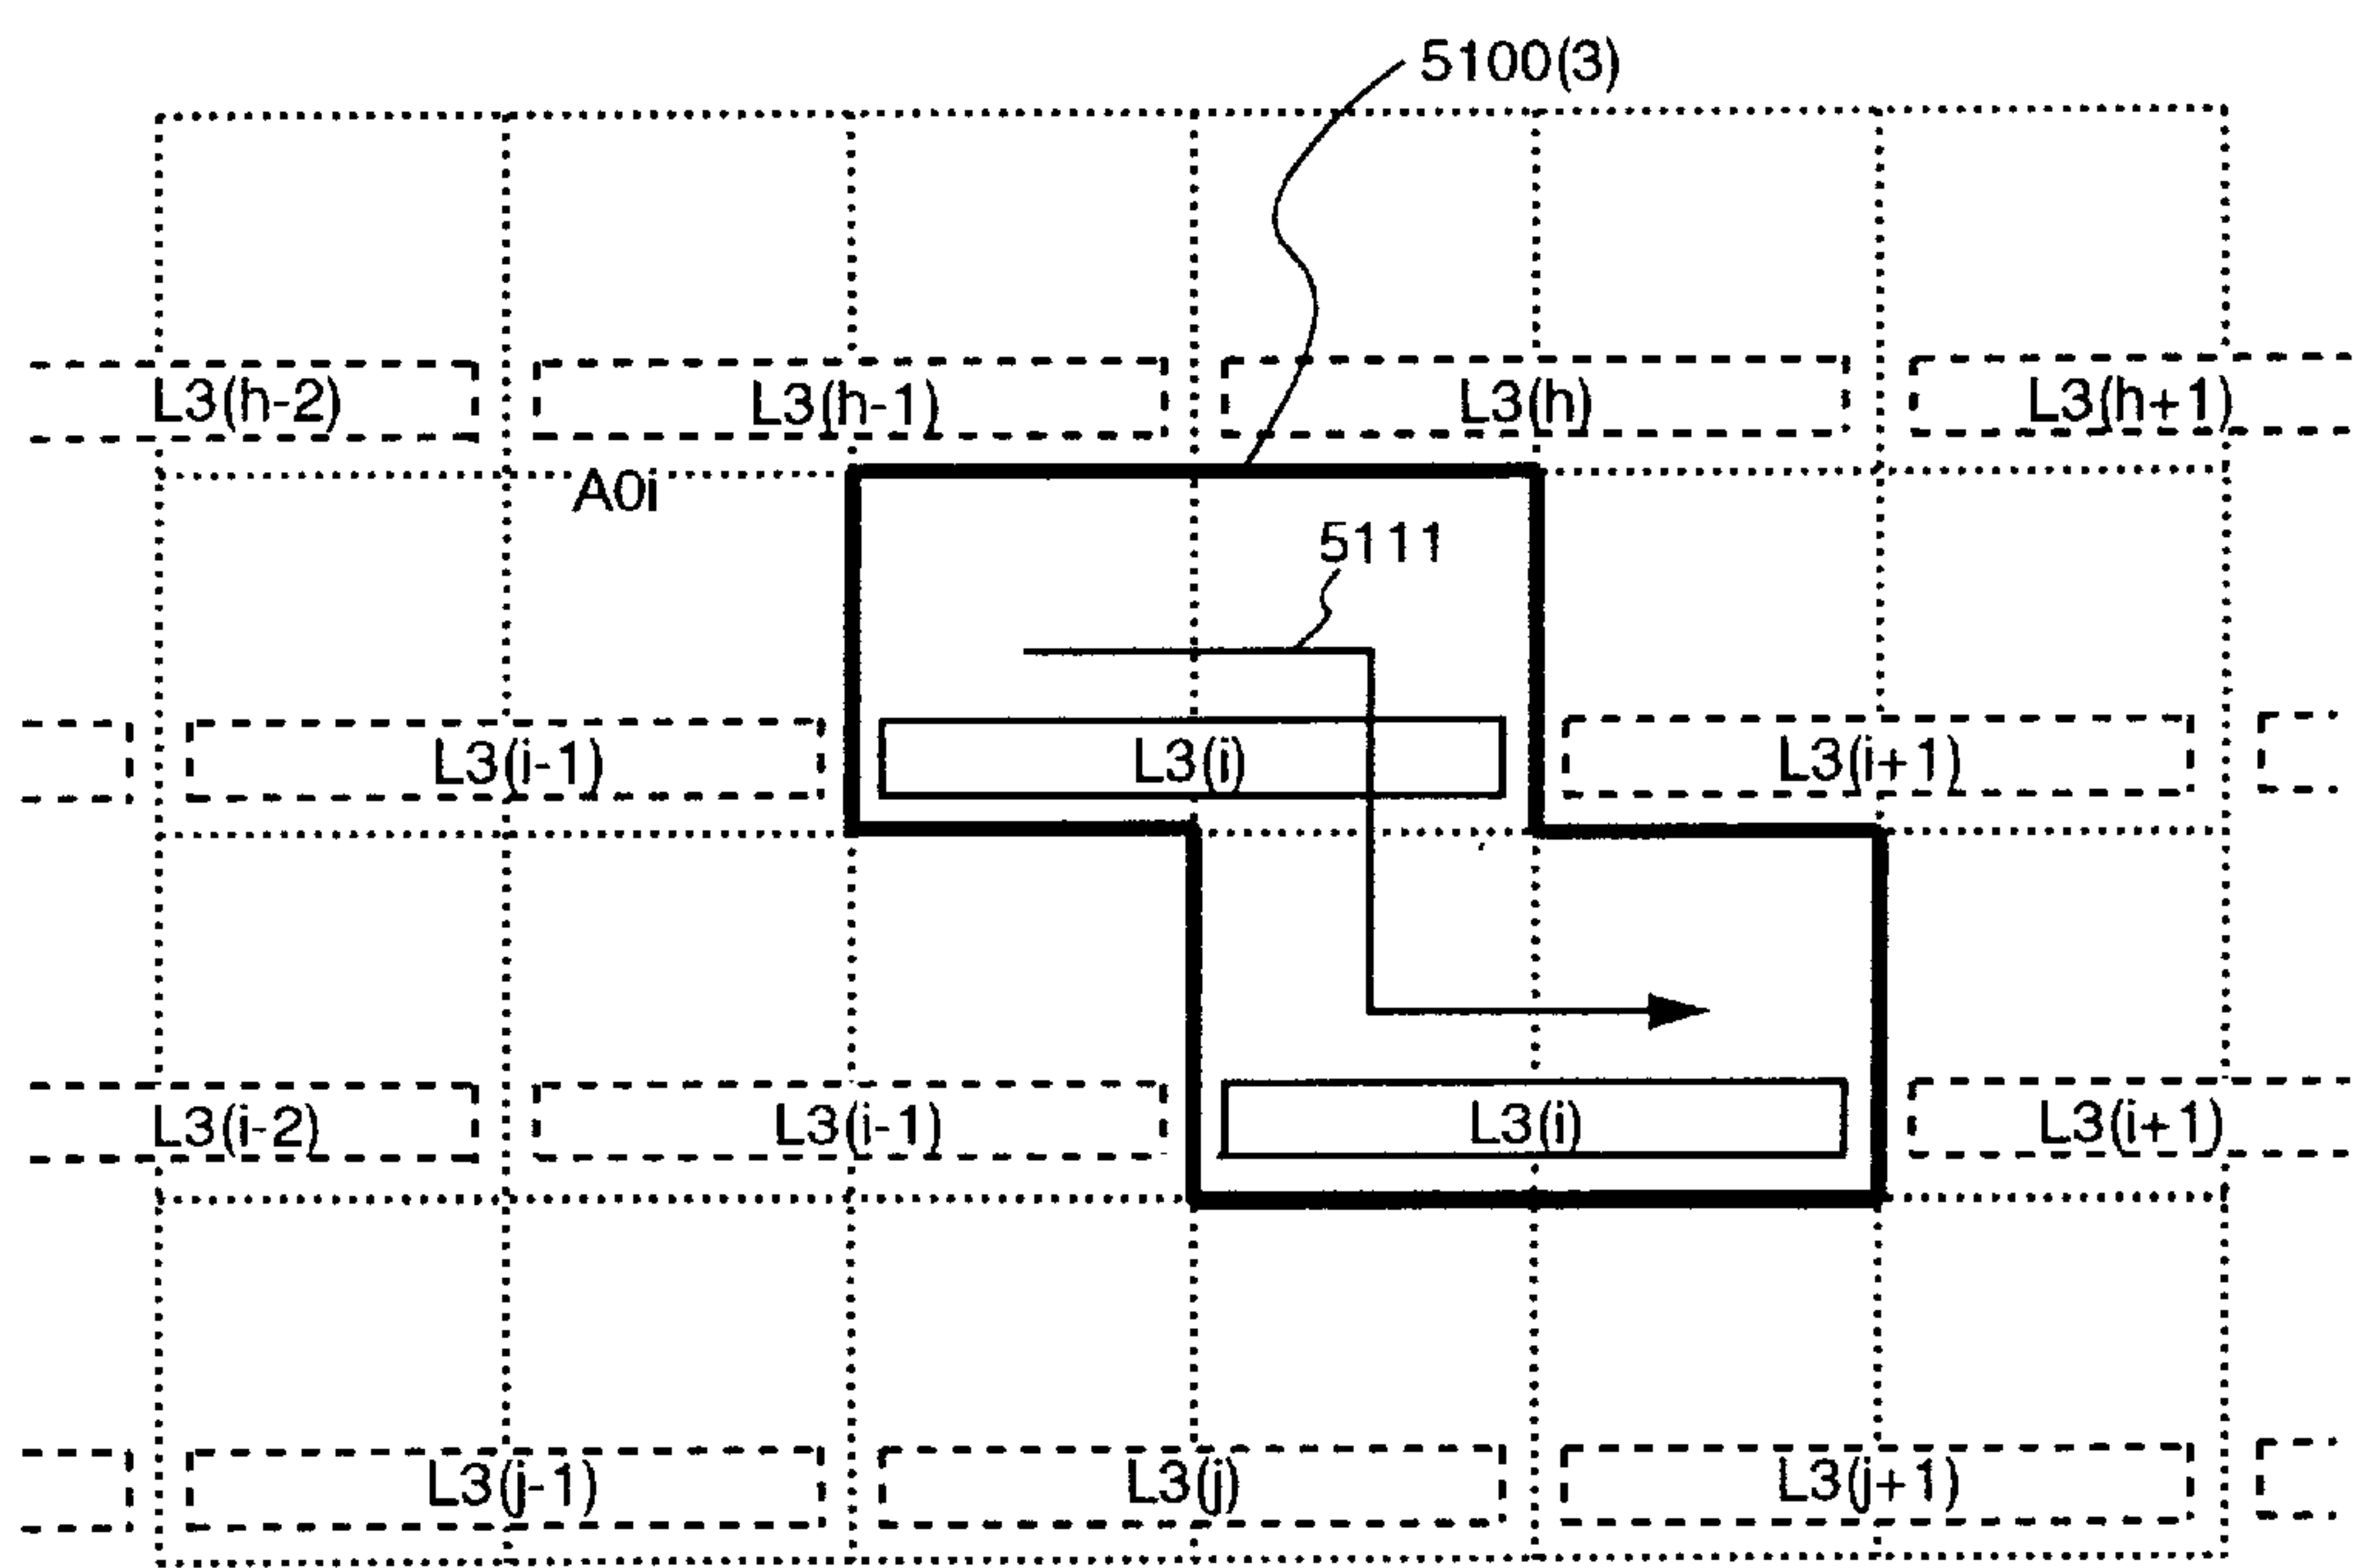 5100(3)
L3(h-2)
L3(h-1)
L3(h)
L3(h+1)
A0i
5111
L3(i-1)
L3(i)
L3(i+1)
L3(i-2)
L3(i-1)
L3(i)
L3(i+1)
L3(j-1)
L3(j)
L3(j+1)